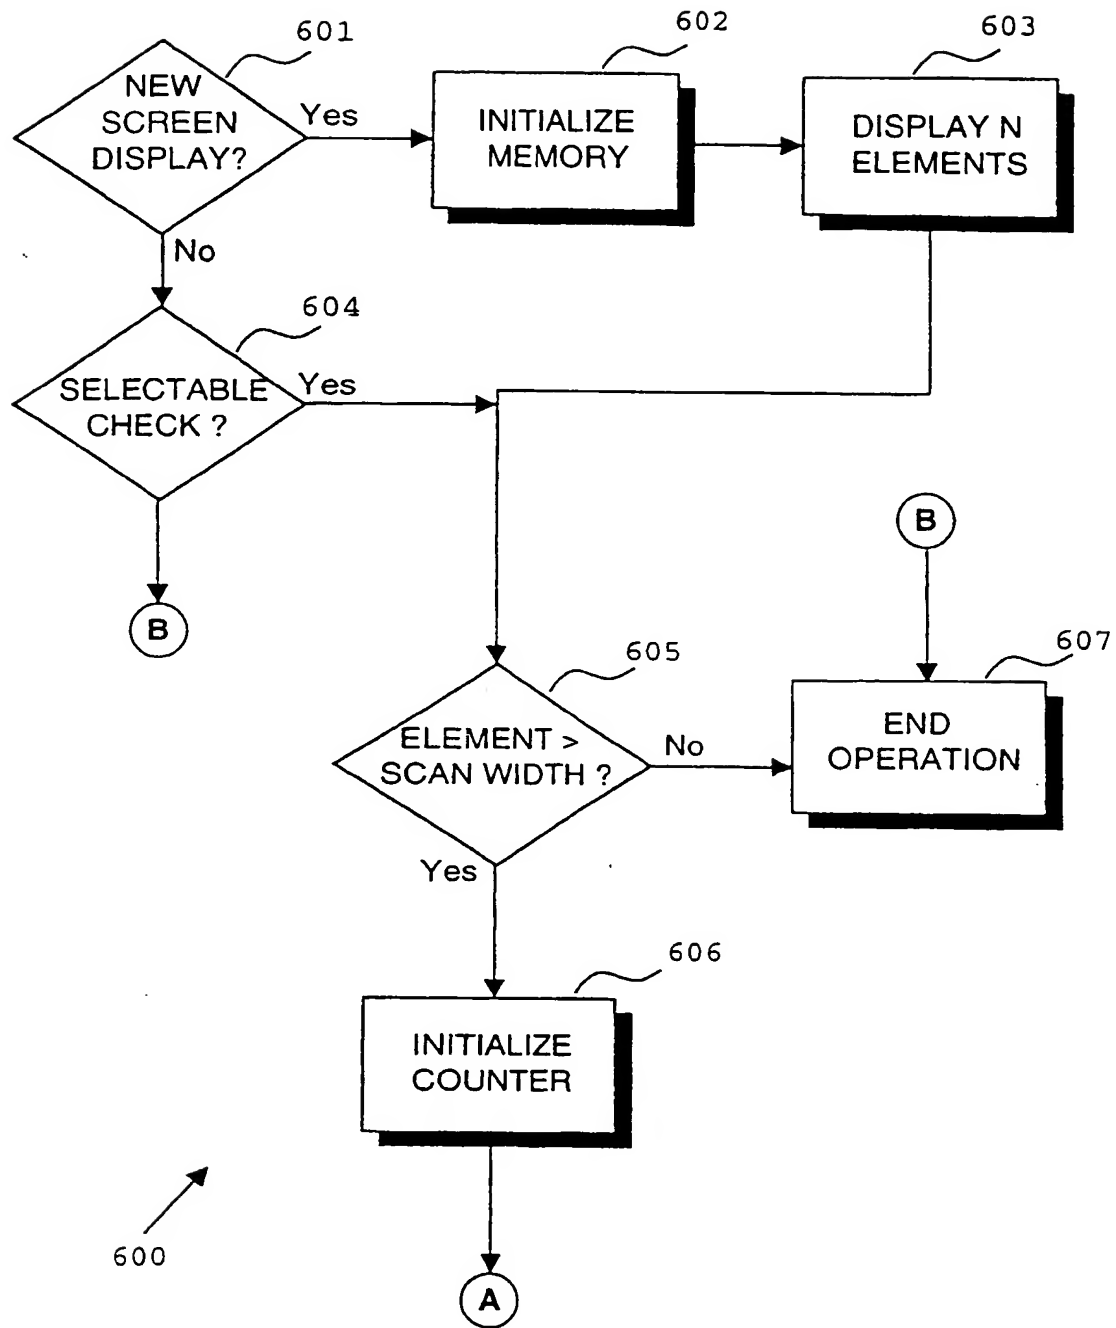 601
NEW
SCREEN
DISPLAY?
Yes
602
INITIALIZE
MEMORY
603
DISPLAY N
ELEMENTS
No
604
SELECTABLE
CHECK ?
Yes
B
B
605
ELEMENT >
SCAN WIDTH ?
No
607
END
OPERATION
Yes
606
INITIALIZE
COUNTER
600
A